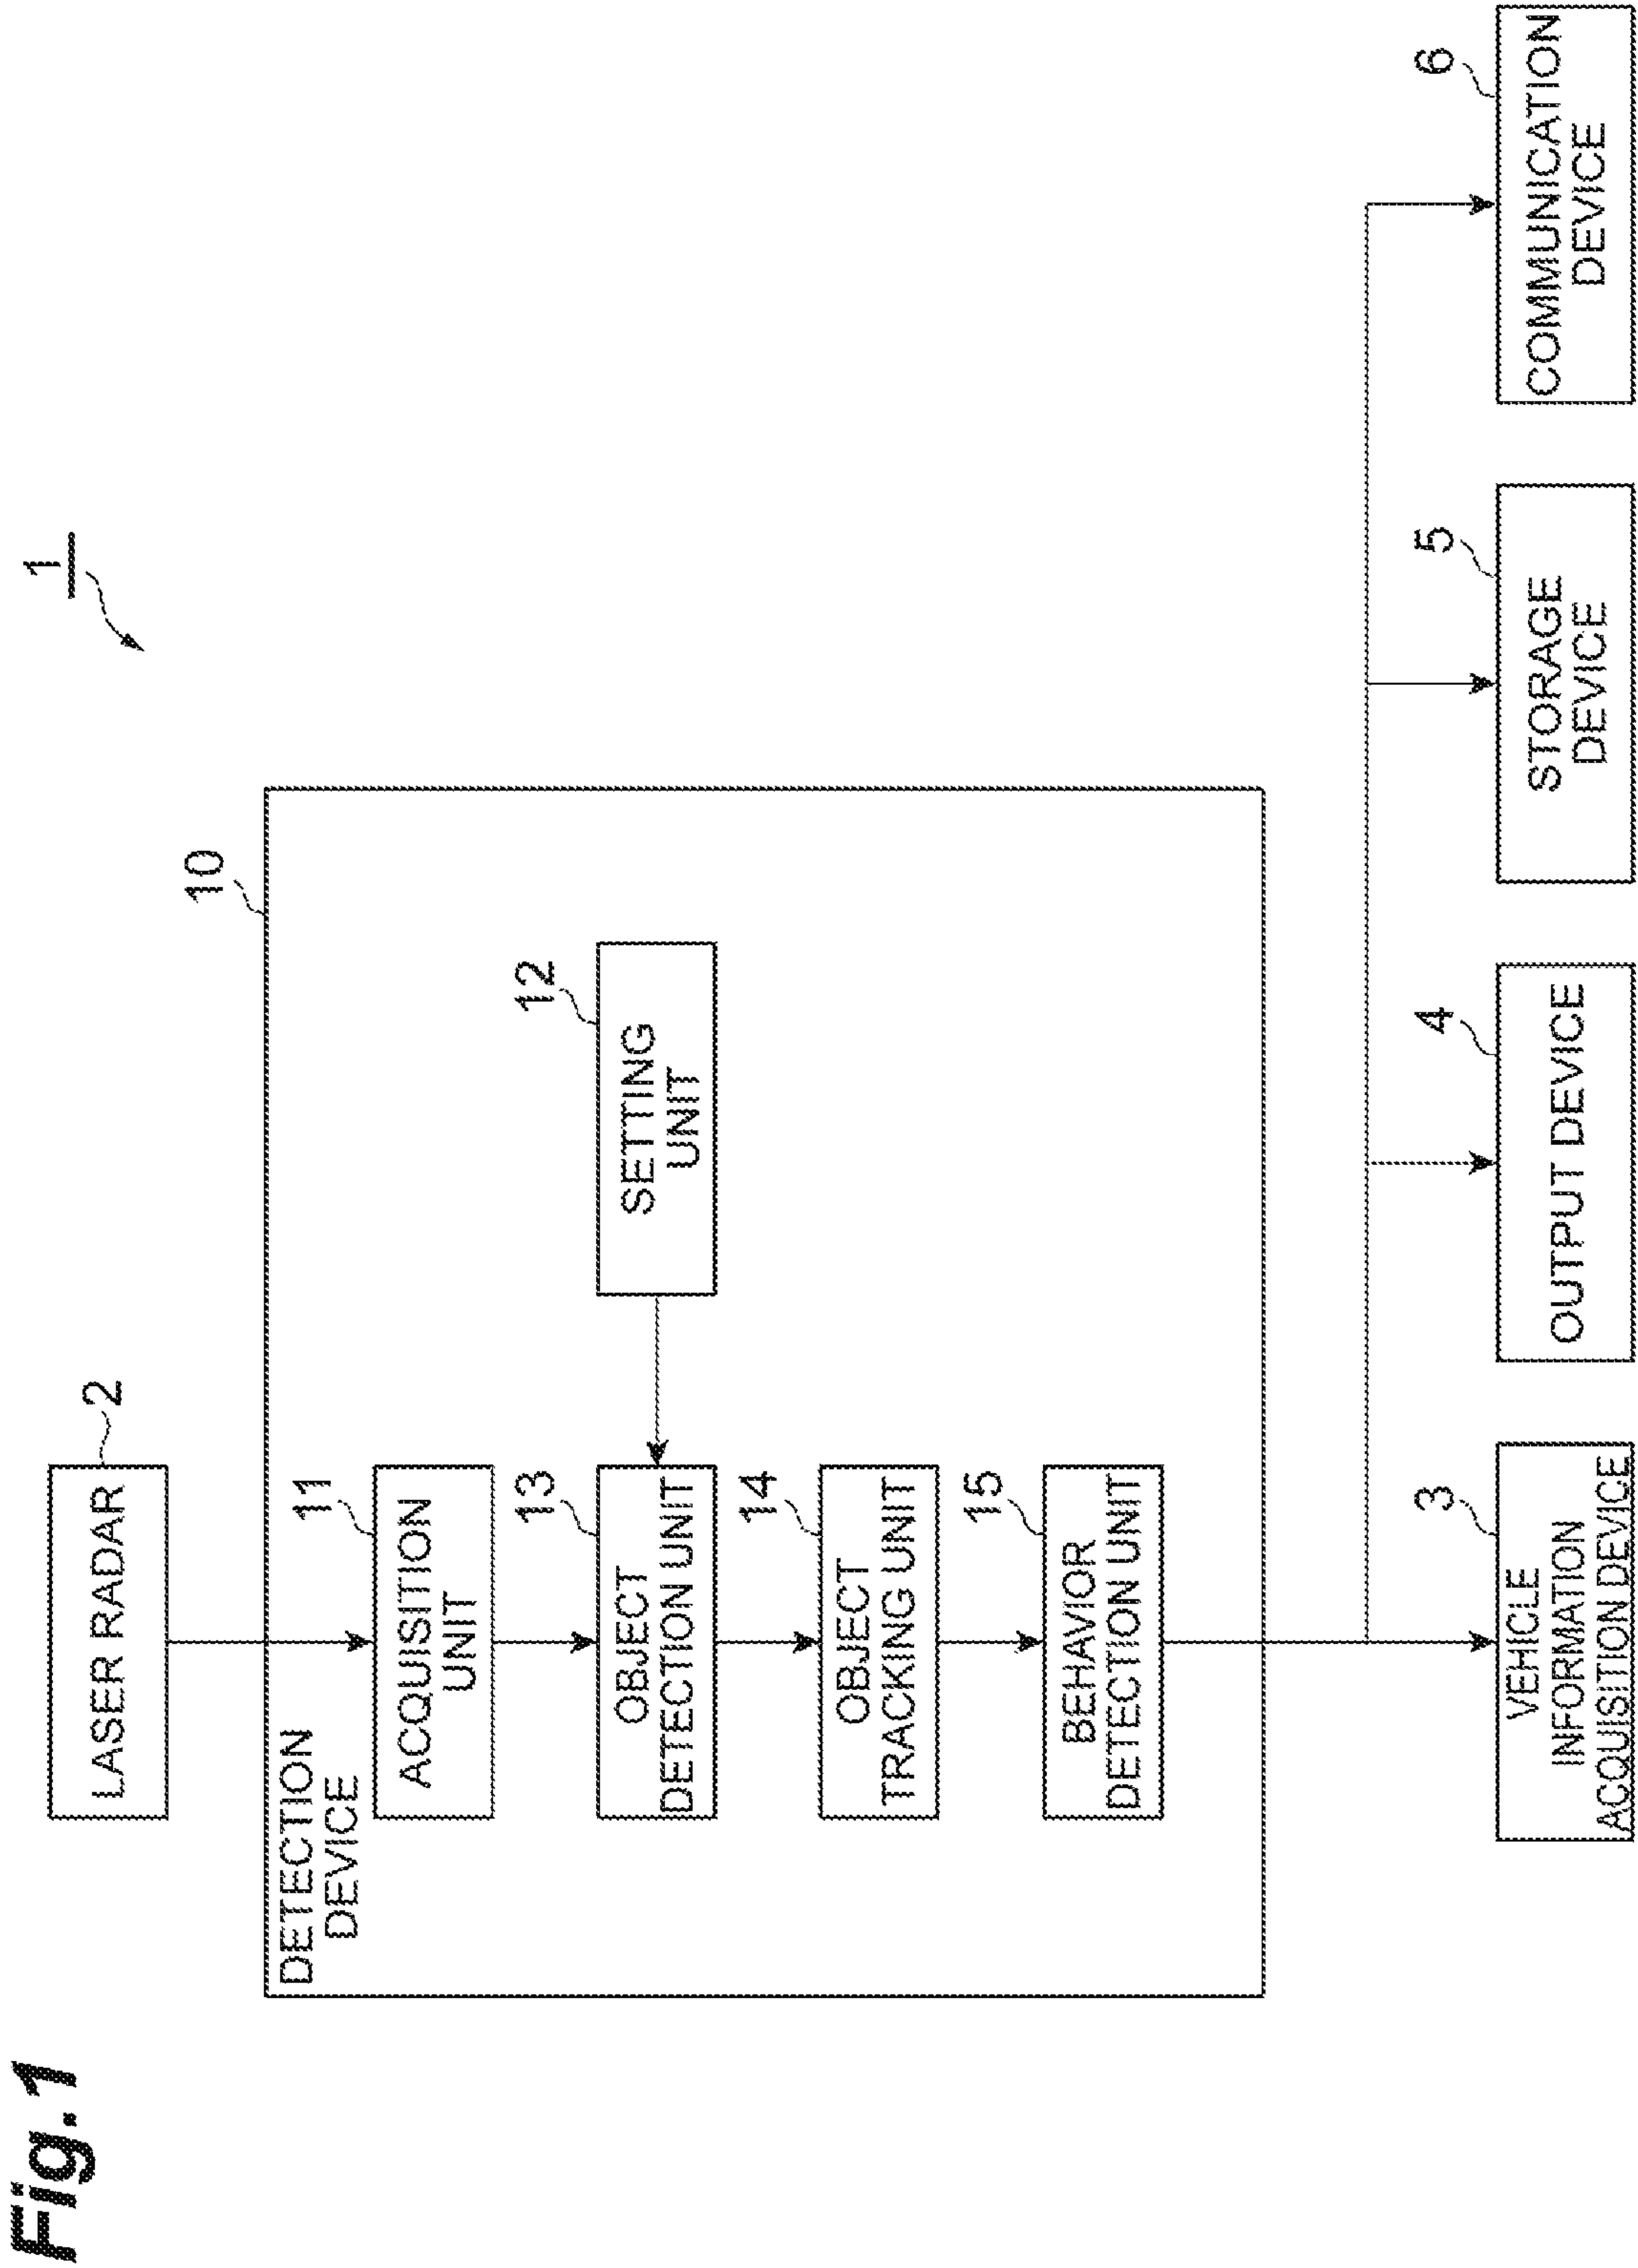 Fig.1
1
LASER RADAR
2
DETECTION
DEVICE
10
ACQUISITION
UNIT
11
OBJECT
DETECTION UNIT
13
SETTING
UNIT
12
OBJECT
TRACKING UNIT
14
BEHAVIOR
DETECTION UNIT
15
VEHICLE
INFORMATION
ACQUISITION DEVICE
3
OUTPUT DEVICE
4
STORAGE
DEVICE
5
COMMUNICATION
DEVICE
6